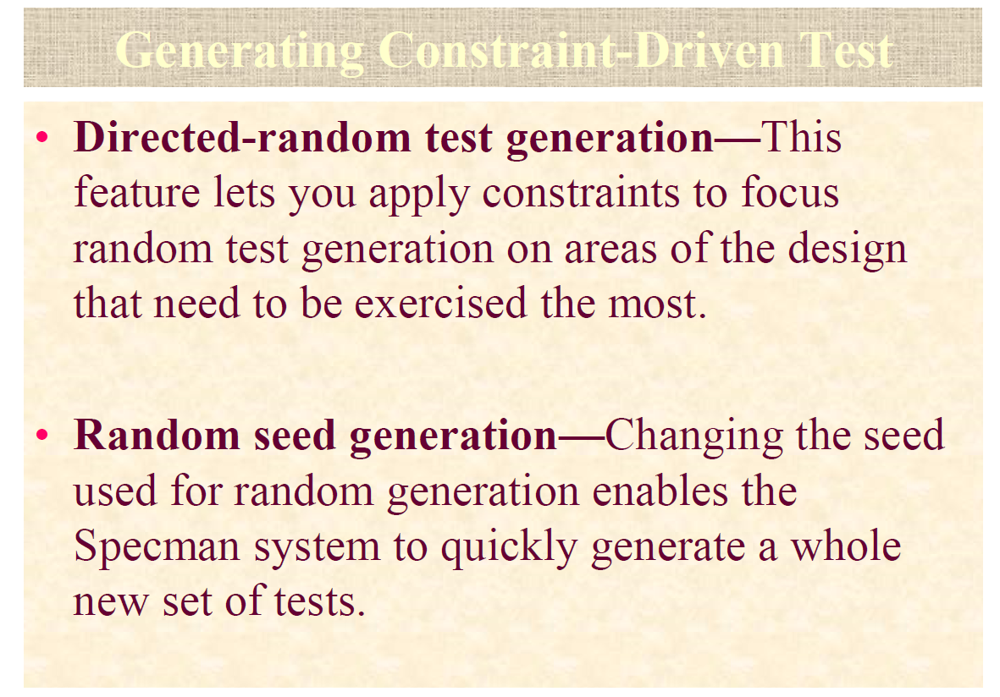 Generating Constraint-Driven Test
• Directed-random test generation—This
feature lets you apply constraints to focus
random test generation on areas of the design
that need to be exercised the most.
• Random seed generation—Changing the seed
used for random generation enables the
Specman system to quickly generate a whole
new set of tests.